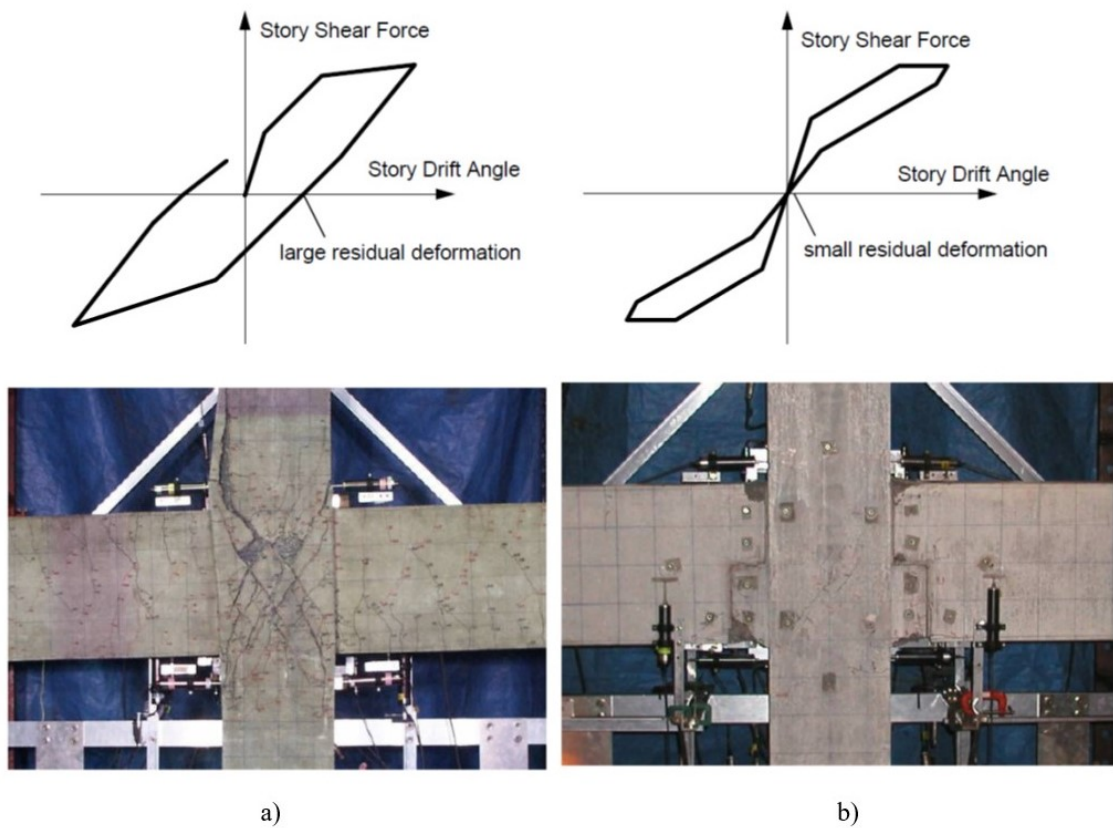 Story Shear Force
Story Drift Angle
large residual deformation
Story Shear Force
Story Drift Angle
small residual deformation
a)
b)